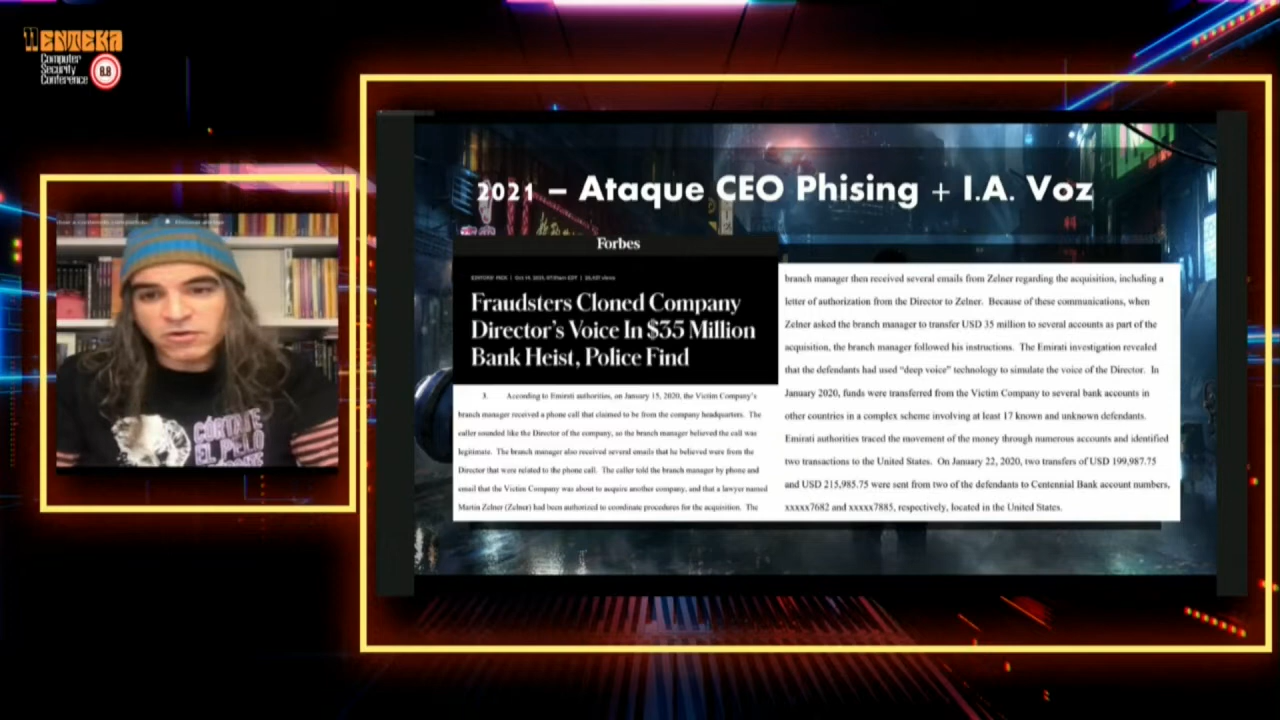 11ENTEKA
Computer
Security
Conference
8.8
2021 – Ataque CEO Phising + I.A. Voz
Forbes
EDITORS' PICK | Oct 14, 2021, 07:01am EDT |
Fraudsters Cloned Company
Director's Voice In $35 Million
Bank Heist, Police Find
3. According to Emirati authorities, on January 15, 2020, the Victim Company's
branch manager received a phone call that claimed to be from the company headquarters. The
caller sounded like the Director of the company, so the branch manager believed the call was
legitimate. The branch manager also received several emails that he believed were from the
Director that were related to the phone call. The caller told the branch manager by phone and
email that the Victim Company was about to acquire another company, and that a lawyer named
Martin Zelner (Zelner) had been authorized to coordinate procedures for the acquisition. The
branch manager then received several emails from Zelner regarding the acquisition, including a
letter of authorization from the Director to Zelner. Because of these communications, when
Zelner asked the branch manager to transfer USD 35 million to several accounts as part of the
acquisition, the branch manager followed his instructions. The Emirati investigation revealed
that the defendants had used “deep voice” technology to simulate the voice of the Director. In
January 2020, funds were transferred from the Victim Company to several bank accounts in
other countries in a complex scheme involving at least 17 known and unknown defendants.
Emirati authorities traced the movement of the money through numerous accounts and identified
two transactions to the United States. On January 22, 2020, two transfers of USD 199,987.75
and USD 215,985.75 were sent from two of the defendants to Centennial Bank account numbers,
xxxxx7682 and xxxxx7885, respectively, located in the United States.
CÓRTATE
EL PELO